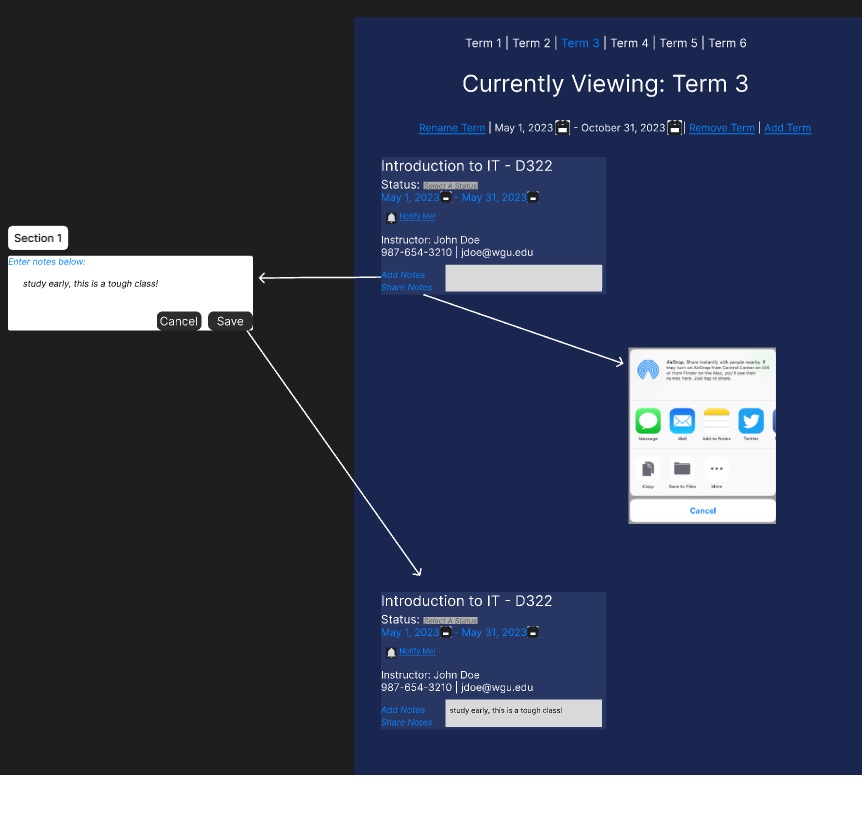 Term 1 | Term 2 | Term 3 | Term 4 | Term 5 | Term 6
Currently Viewing: Term 3
Rename Term | May 1, 2023 - October 31, 2023 | Remove Term | Add Term
Introduction to IT - D322
Status: Select A Status
May 1, 2023 - May 31, 2023
Notify Me!
Instructor: John Doe
987-654-3210 | jdoe@wgu.edu
Add Notes
Share Notes
Section 1
Enter notes below:
study early, this is a tough class!
Cancel Save
AirDrop. Share instantly with people nearby. If
they turn on AirDrop from Control Center on iOS
or from Finder on the Mac, you'll see their
names here. Just tap to share.
Message Mail Add to Notes Twitter
Copy Save to Files More
Cancel
Introduction to IT - D322
Status: Select A Status
May 1, 2023 - May 31, 2023
Notify Me!
Instructor: John Doe
987-654-3210 | jdoe@wgu.edu
Add Notes
Share Notes
study early, this is a tough class!